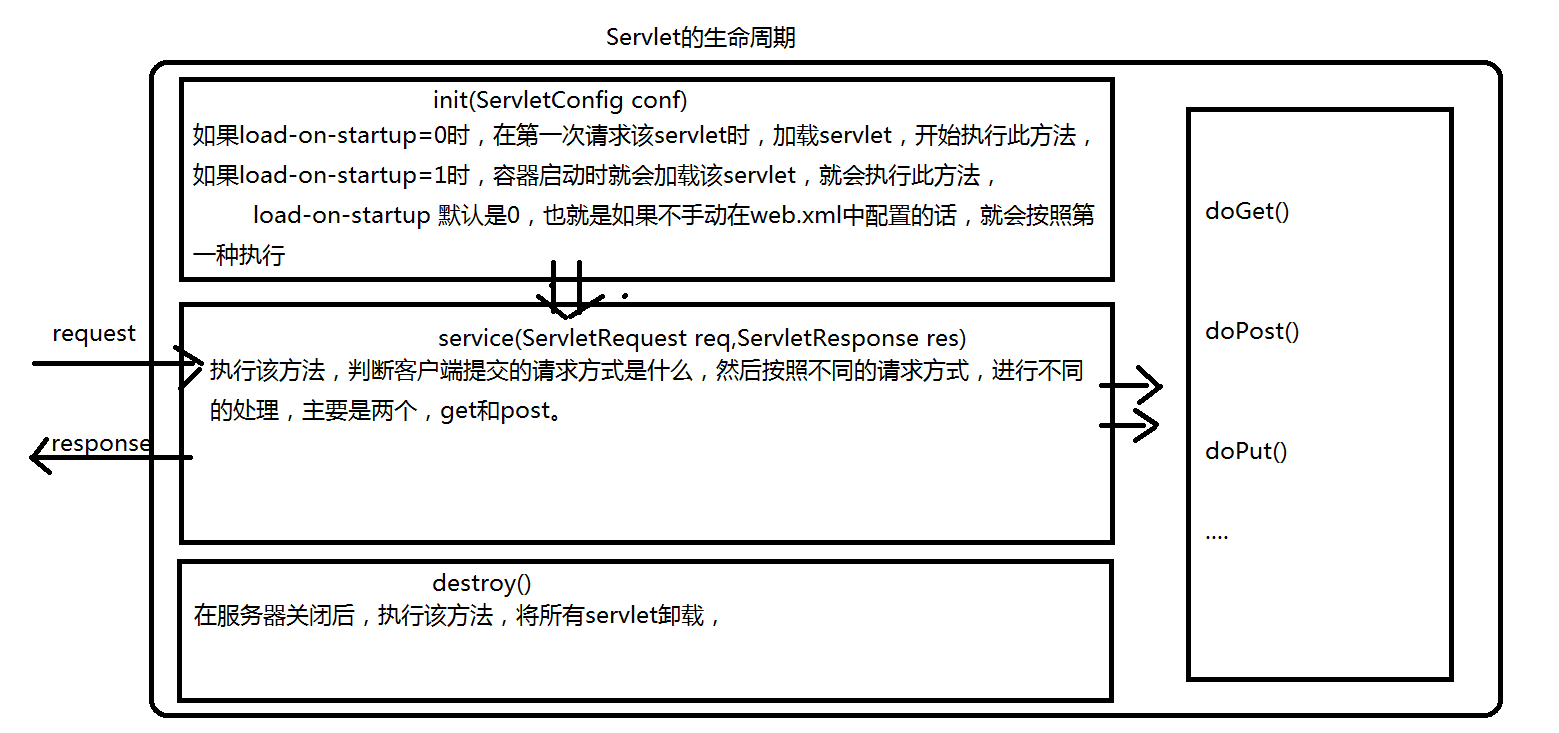 Servlet的生命周期
init(ServletConfig conf)
如果load-on-startup=0时，在第一次请求该servlet时，加载servlet，开始执行此方法，
如果load-on-startup=1时，容器启动时就会加载该servlet，就会执行此方法，
load-on-startup 默认是0，也就是如果不手动在web.xml中配置的话，就会按照第
一种执行
request
service(ServletRequest req,ServletResponse res)
执行该方法，判断客户端提交的请求方式是什么，然后按照不同的请求方式，进行不同
的处理，主要是两个，get和post。
response
destroy()
在服务器关闭后，执行该方法，将所有servlet卸载，
doGet()
doPost()
doPut()
....